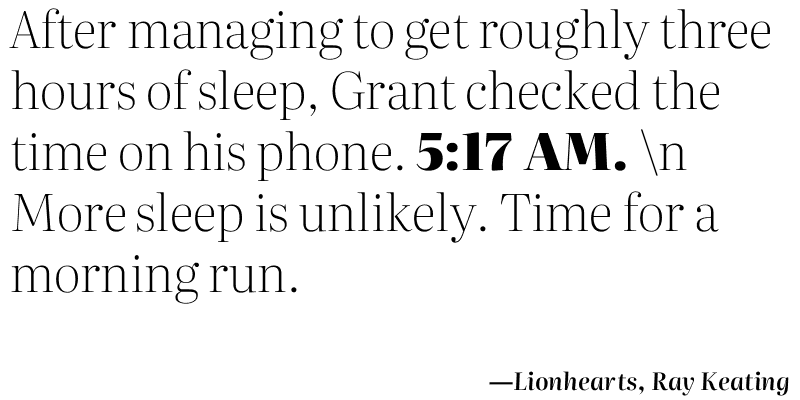 After managing to get roughly three
hours of sleep, Grant checked the
time on his phone. 5:17 AM. \n
More sleep is unlikely. Time for a
morning run.
—Lionhearts, Ray Keating